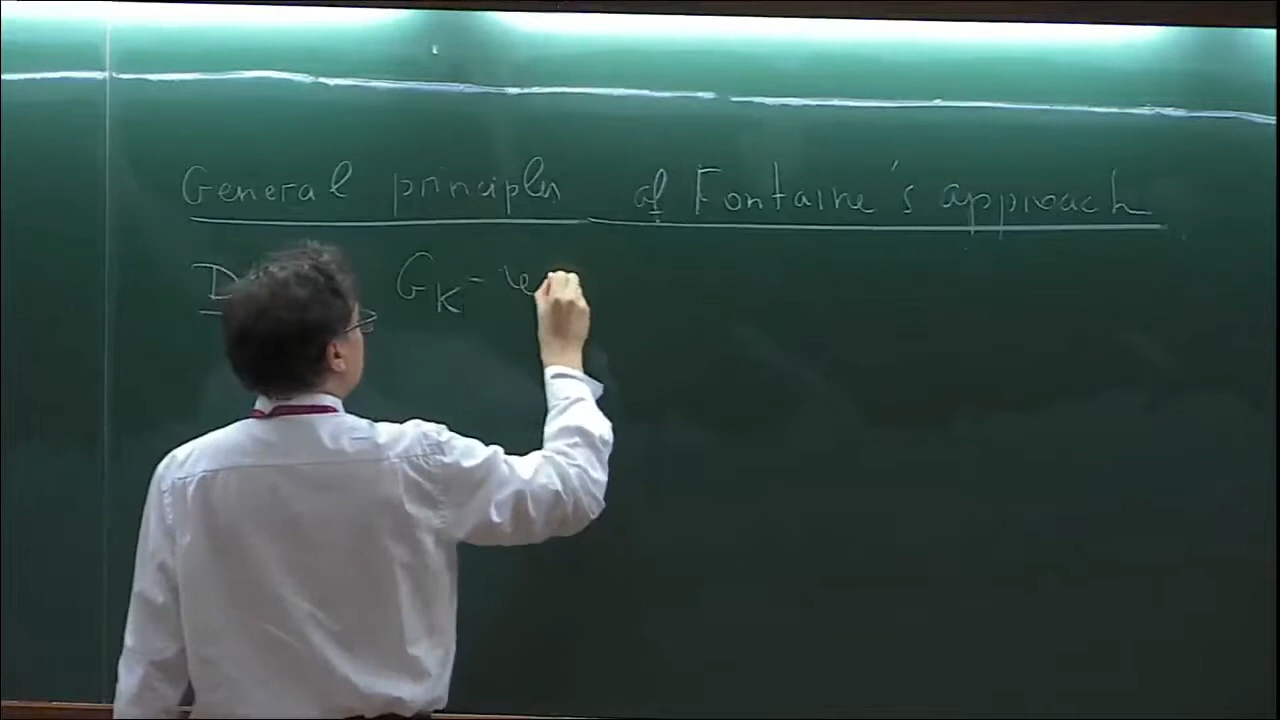 General principles of Fontaine's approach
D G_K -